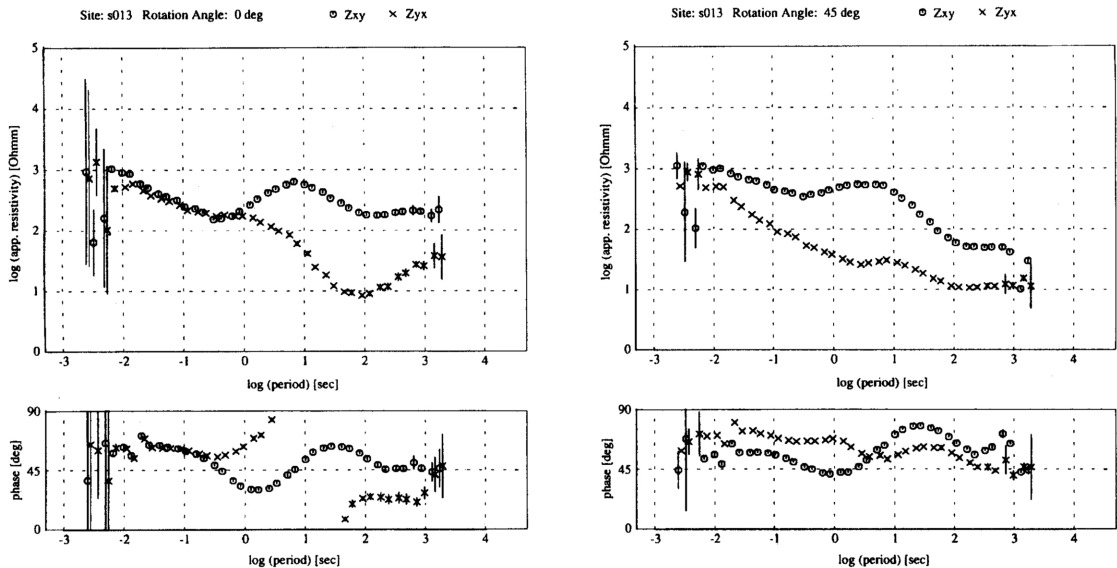 Site: s013 Rotation Angle: 0 deg Zxy Zyx
5
4
3
2
1
0
log (app. resistivity) [Ohmm]
-3 -2 -1 0 1 2 3 4
log (period) [sec]
90
45
0
phase [deg]
-3 -2 -1 0 1 2 3 4
log (period) [sec]
Site: s013 Rotation Angle: 45 deg Zxy Zyx
5
4
3
2
1
0
log (app. resistivity) [Ohmm]
-3 -2 -1 0 1 2 3 4
log (period) [sec]
90
45
0
phase [deg]
-3 -2 -1 0 1 2 3 4
log (period) [sec]